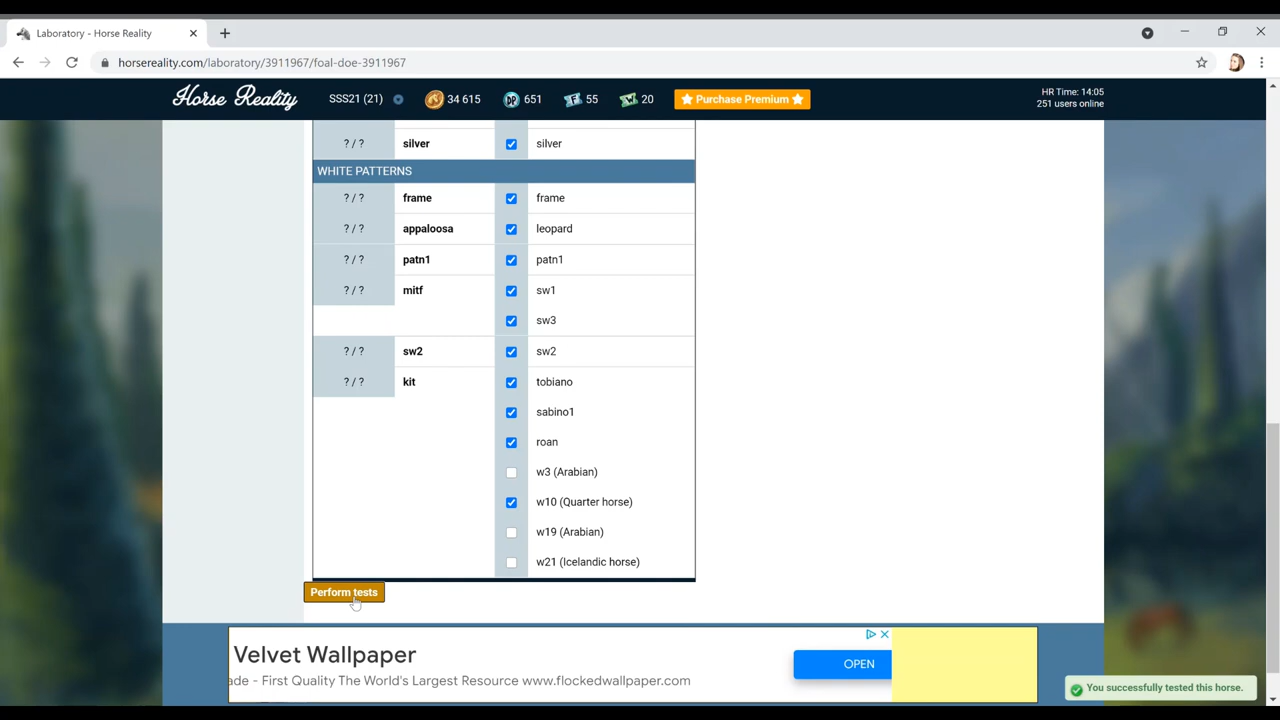 Laboratory - Horse Reality
horsereality.com/laboratory/3911967/foal-doe-3911967
Horse Reality
SSS21 (21) 34 615 DP 651 55 20 Purchase Premium
HR Time: 14:05
251 users online
? / ? silver silver
WHITE PATTERNS
? / ? frame frame
? / ? appaloosa leopard
? / ? patn1 patn1
? / ? mitf sw1
sw3
? / ? sw2 sw2
? / ? kit tobiano
sabino1
roan
w3 (Arabian)
w10 (Quarter horse)
w19 (Arabian)
w21 (Icelandic horse)
Perform tests
Velvet Wallpaper
OPEN
ade - First Quality The World's Largest Resource www.flockedwallpaper.com
You successfully tested this horse.